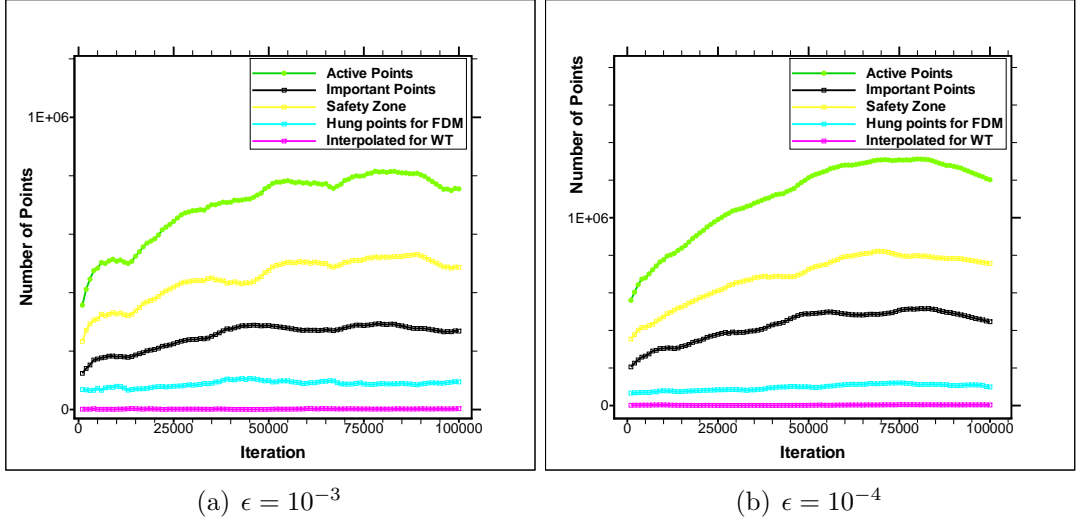 Active Points
Important Points
Safety Zone
Hung points for FDM
Interpolated for WT
Number of Points
1E+06
0
0 25000 50000 75000 100000
Iteration
(a) ϵ = 10⁻³
Active Points
Important Points
Safety Zone
Hung points for FDM
Interpolated for WT
Number of Points
1E+06
0
0 25000 50000 75000 100000
Iteration
(b) ϵ = 10⁻⁴